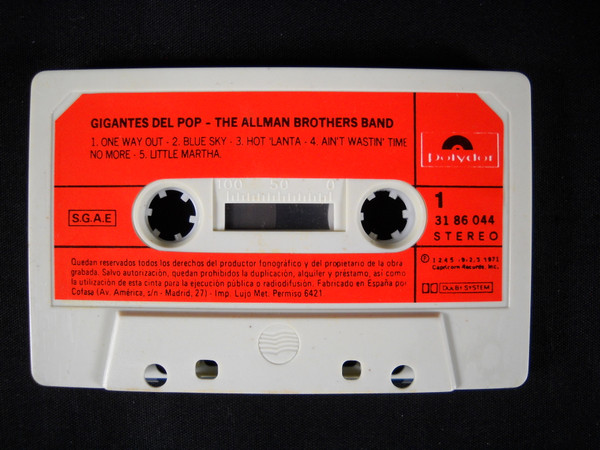 GIGANTES DEL POP - THE ALLMAN BROTHERS BAND
1. ONE WAY OUT - 2. BLUE SKY - 3. HOT 'LANTA - 4. AIN'T WASTIN' TIME
NO MORE - 5. LITTLE MARTHA.
polydor
100 50 0
S.G.A.E
1
31 86 044
STEREO
Quedan reservados todos los derechos del productor fonográfico y del propietario de la obra
grabada. Salvo autorización, quedan prohibidos la duplicación, alquiler y préstamo, así como
la utilización de esta cinta para la ejecución pública o radiodifusión. Fabricado en España por
Cofasa (Av. América, s/n - Madrid, 27) - Imp. Lujo Met. Permiso 6421
Capricorn Records, Inc.
SYSTEM